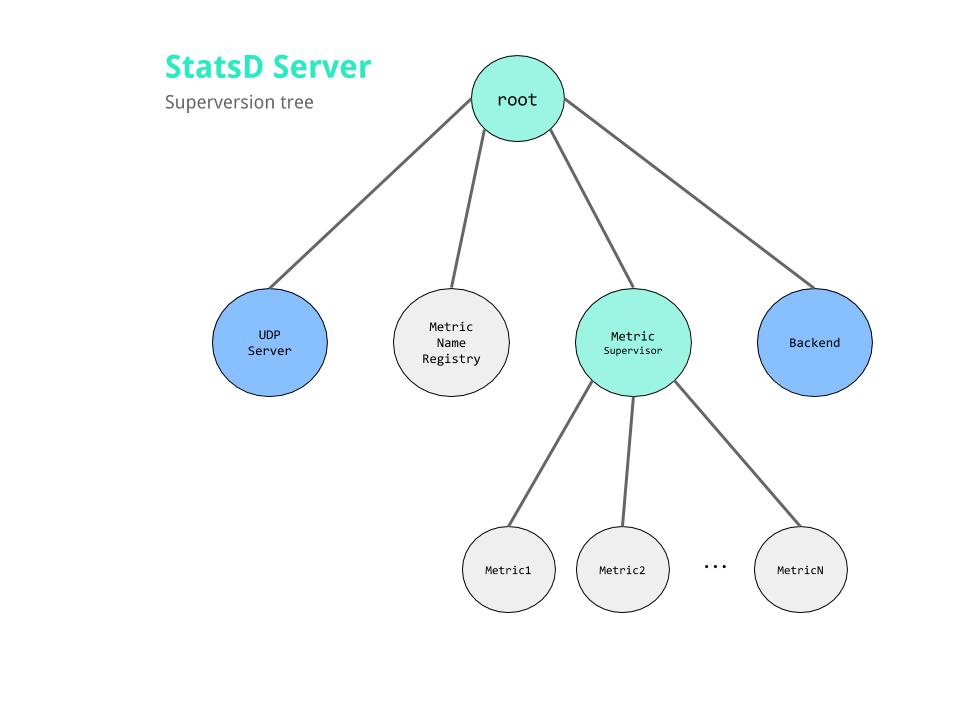 StatsD Server
Superversion tree
root
UDP
Server
Metric
Name
Registry
Metric
Supervisor
Backend
Metric1
Metric2
...
MetricN